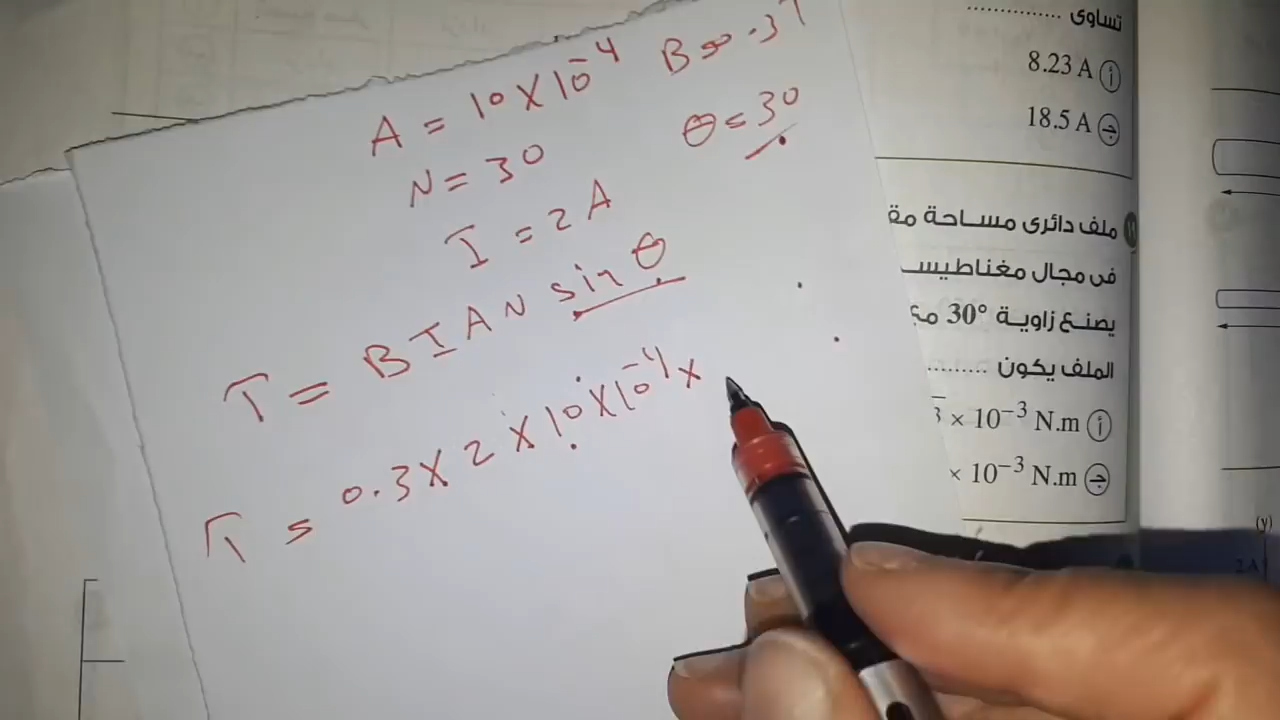 A = 10 X 10⁻⁴ B = 0.3 T
N = 30 θ = 30
I = 2 A
τ = B I A N sin θ
τ = 0.3 X 2 X 10 X 10⁻⁴ X
تساوى ..............
أ 8.23 A
ج 18.5 A
ملف دائرى مساحة
فى مجال
يصنع زاوية 30°
الملف يكون ..........
أ × 10⁻³ N.m
ج × 10⁻³ N.m
(y)
2A